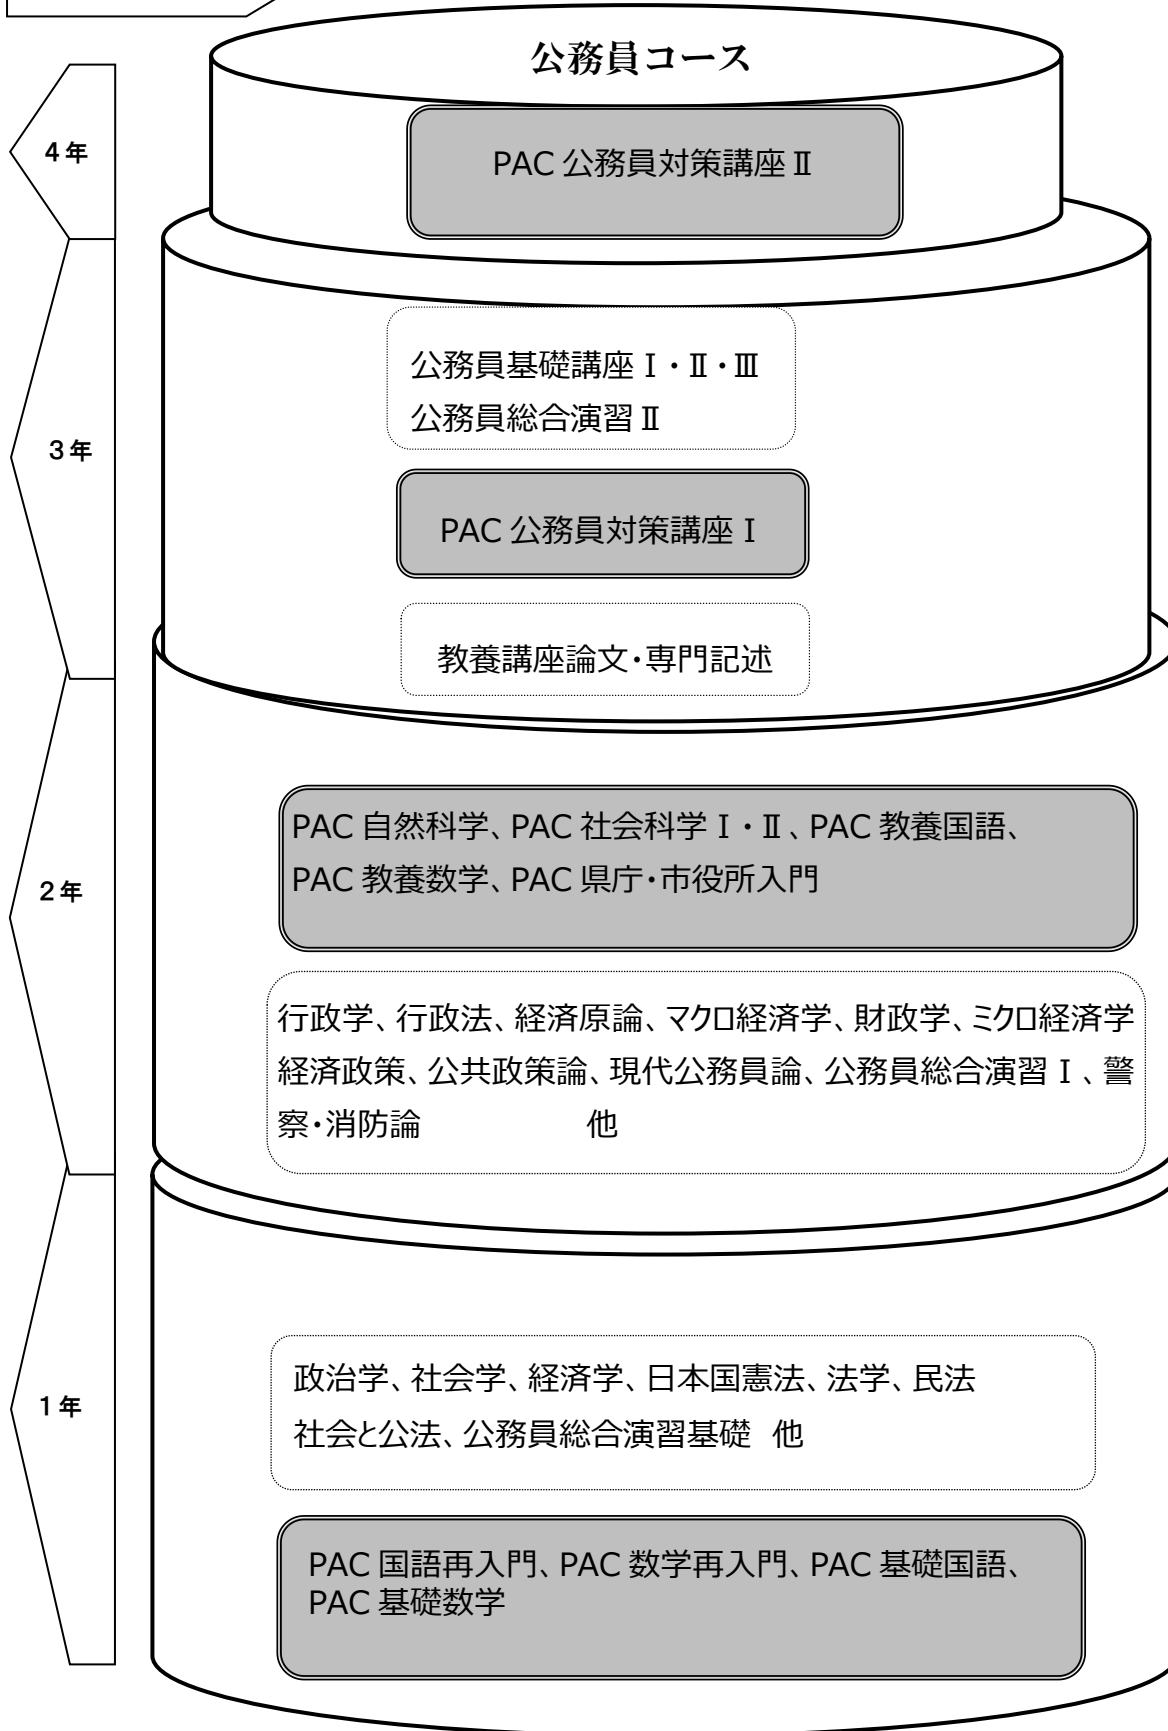 公務員コース
4年
PAC 公務員対策講座 Ⅱ
公務員基礎講座 Ⅰ・Ⅱ・Ⅲ
公務員総合演習 Ⅱ
3年
PAC 公務員対策講座 Ⅰ
教養講座論文・専門記述
PAC 自然科学、PAC 社会科学 Ⅰ・Ⅱ、PAC 教養国語、
PAC 教養数学、PAC 県庁・市役所入門
2年
行政学、行政法、経済原論、マクロ経済学、財政学、ミクロ経済学
経済政策、公共政策論、現代公務員論、公務員総合演習 Ⅰ、警
察・消防論 他
政治学、社会学、経済学、日本国憲法、法学、民法
1年
社会と公法、公務員総合演習基礎 他
PAC 国語再入門、PAC 数学再入門、PAC 基礎国語、
PAC 基礎数学